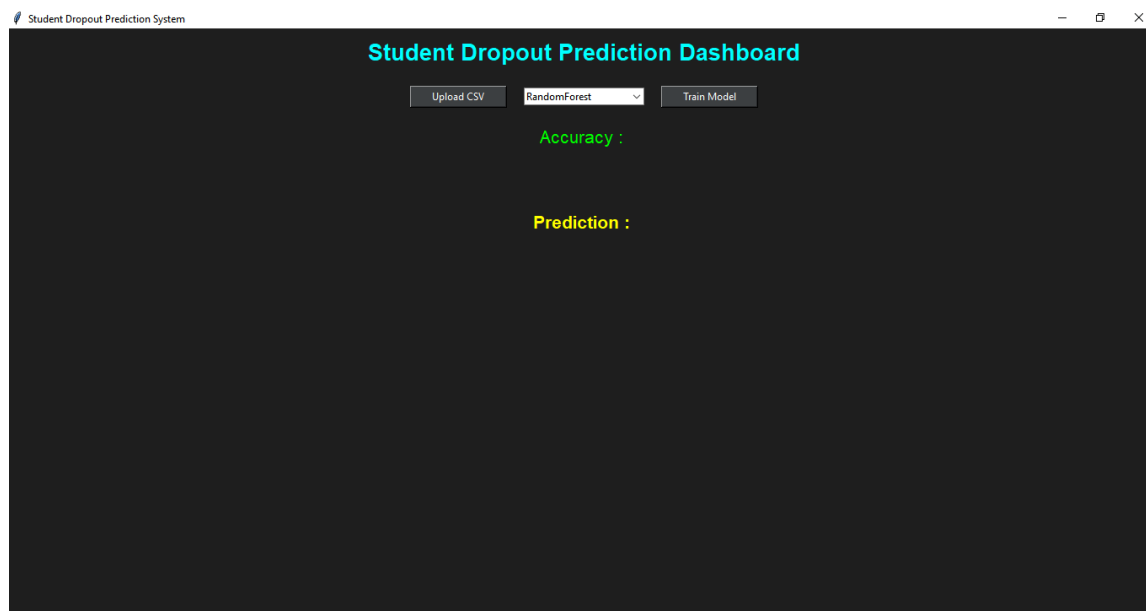 Student Dropout Prediction System
Student Dropout Prediction Dashboard
Upload CSV RandomForest Train Model
Accuracy :
Prediction :